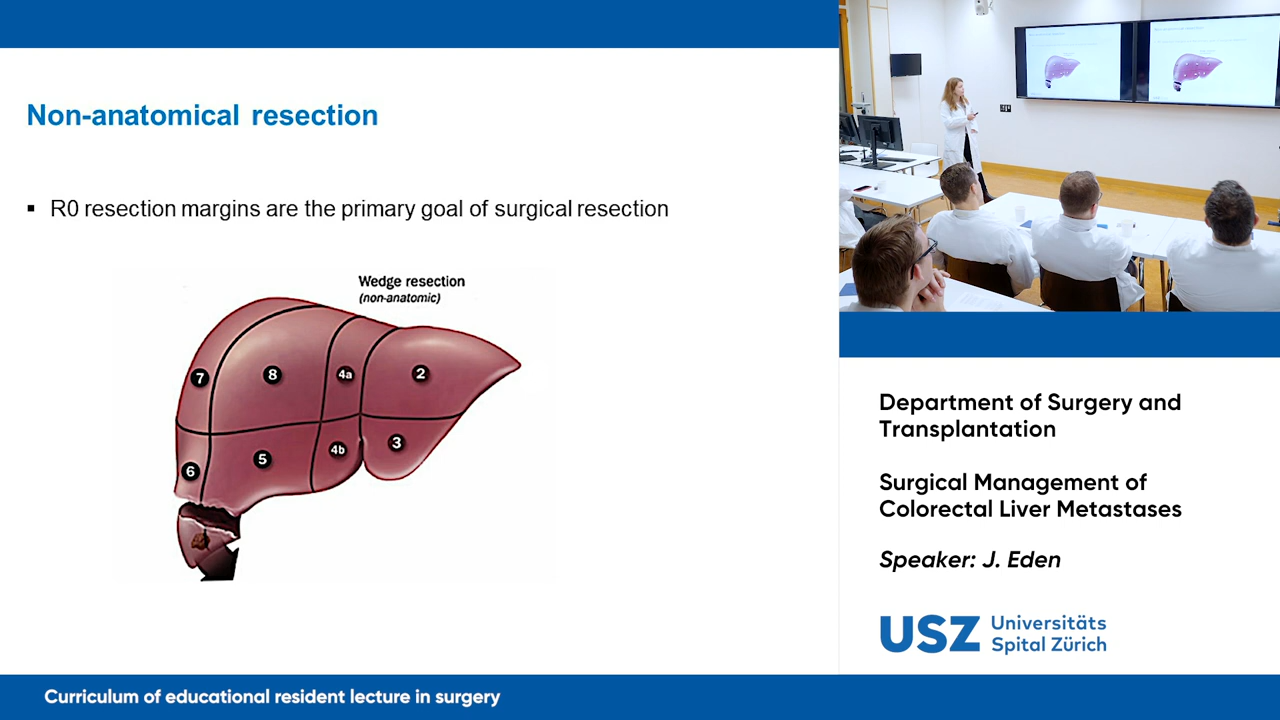 Non-anatomical resection
▪ R0 resection margins are the primary goal of surgical resection
Wedge resection
(non-anatomic)
7
8
4a
2
6
5
4b
3
Department of Surgery and
Transplantation
Surgical Management of
Colorectal Liver Metastases
Speaker: J. Eden
USZ Universitäts
Spital Zürich
Curriculum of educational resident lecture in surgery